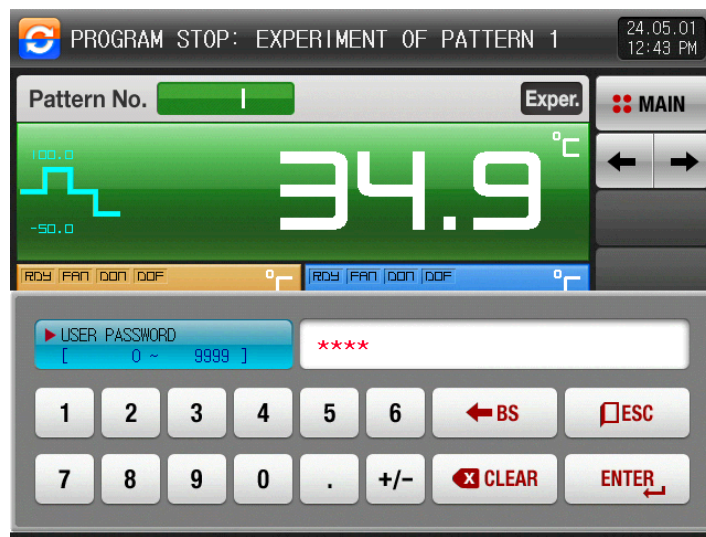 PROGRAM STOP: EXPERIMENT OF PATTERN 1
24.05.01
12:43 PM
Pattern No. 1
Exper.
MAIN
100.0
-50.0
34.9 °C
RDY FAN DON DOF
RDY FAN DON DOF
USER PASSWORD
[ 0 ~ 9999 ]
****
1 2 3 4 5 6 BS ESC
7 8 9 0 . +/- CLEAR ENTER